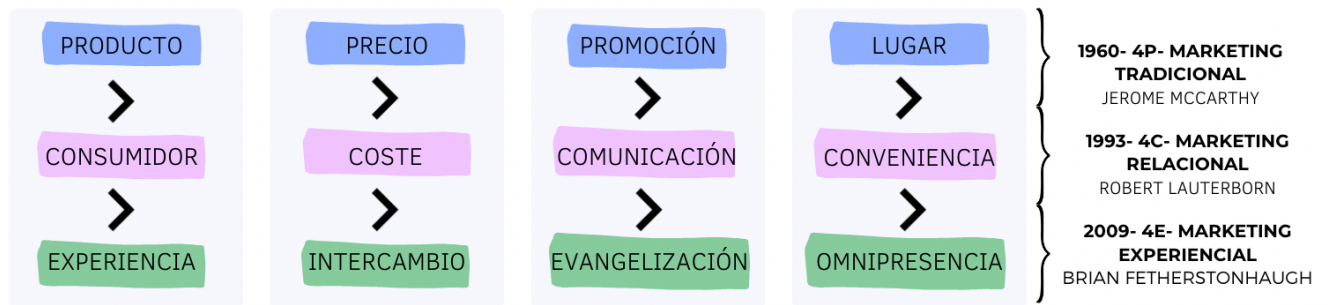 PRODUCTO
PRECIO
PROMOCIÓN
LUGAR
1960- 4P- MARKETING
TRADICIONAL
JEROME MCCARTHY
CONSUMIDOR
COSTE
COMUNICACIÓN
CONVENIENCIA
1993- 4C- MARKETING
RELACIONAL
ROBERT LAUTERBORN
EXPERIENCIA
INTERCAMBIO
EVANGELIZACIÓN
OMNIPRESENCIA
2009- 4E- MARKETING
EXPERIENCIAL
BRIAN FETHERSTONHAUGH